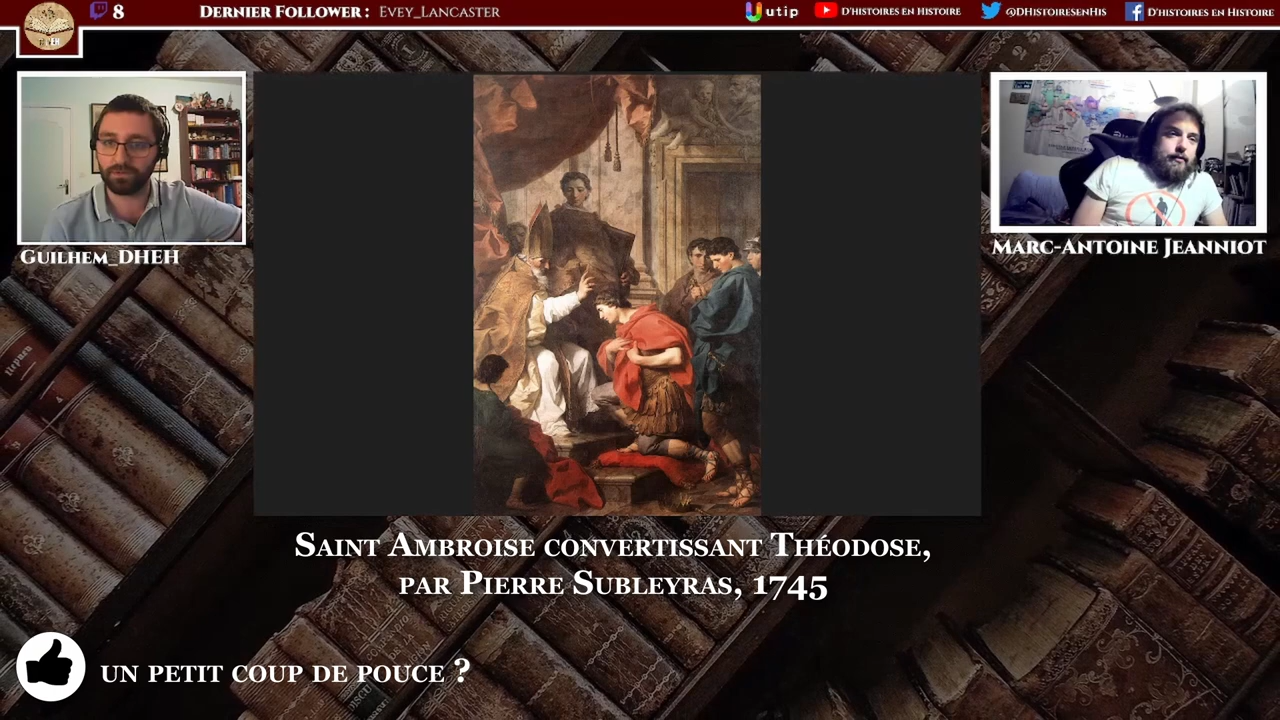 8
Dernier Follower : Evey_Lancaster
utip
D'histoires en Histoire
@DHistoiresenHis
D'histoires en Histoire
Guilhem_DHEH
Marc-Antoine Jeanniot
Saint Ambroise convertissant Théodose,
par Pierre Subleyras, 1745
un petit coup de pouce ?